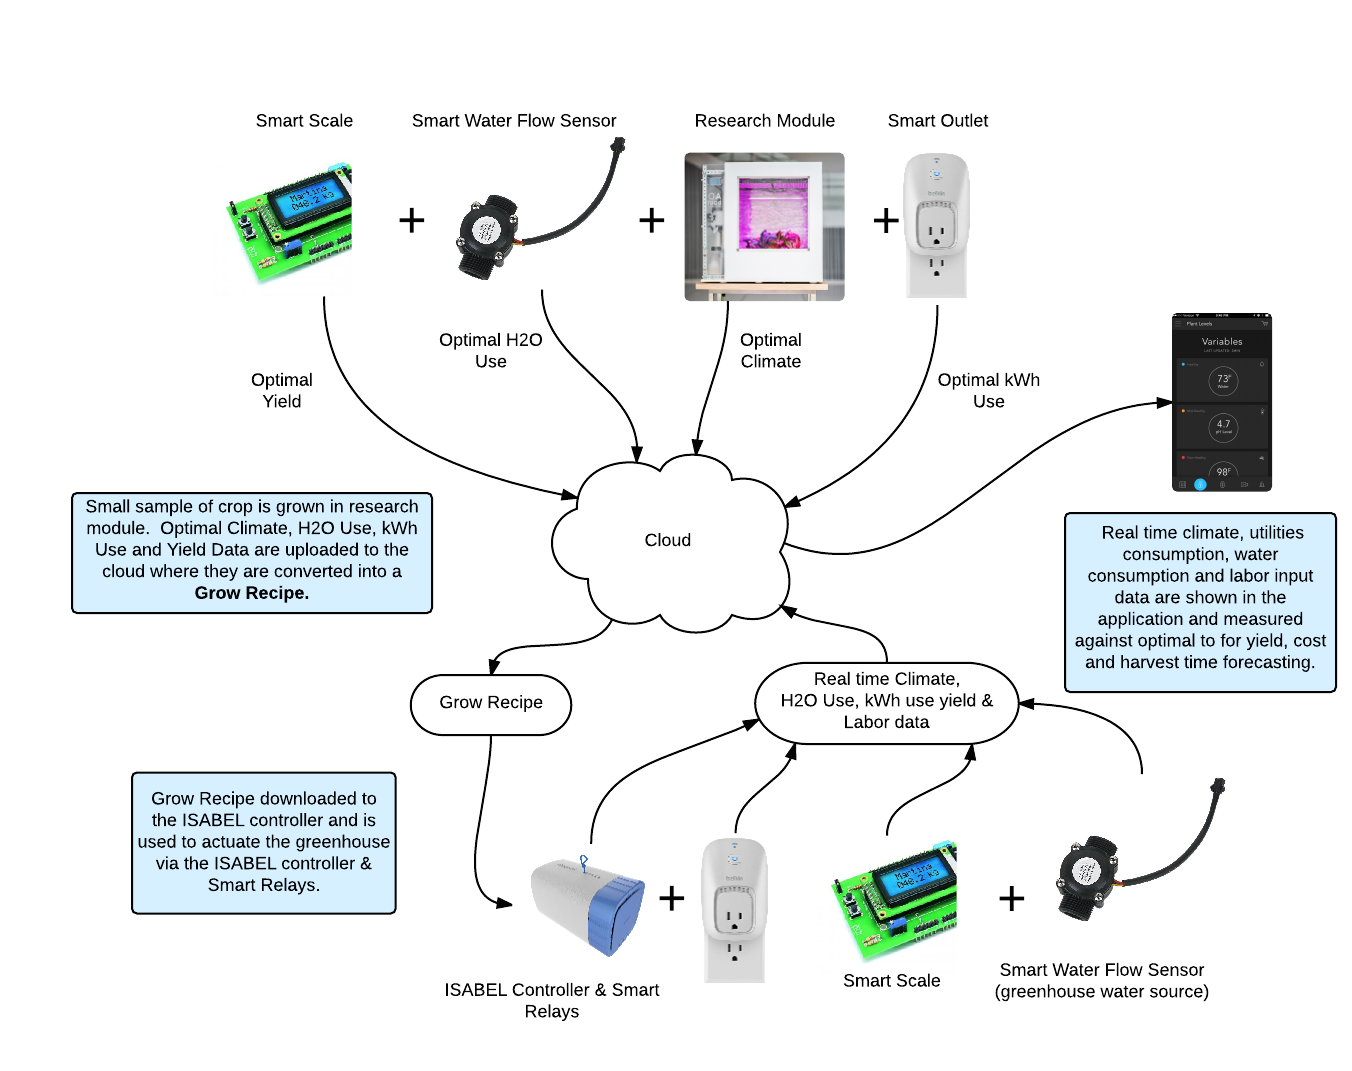 Smart Scale
Smart Water Flow Sensor
Research Module
Smart Outlet
Martina
048.2 kg
belkin
Optimal H2O
Use
Optimal
Climate
Optimal
Yield
Optimal kWh
Use
Plant Levels
Variables
73°F
Water
4.7
pH Level
98°F
Cloud
Small sample of crop is grown in research
module.  Optimal Climate, H2O Use, kWh
Use and Yield Data are uploaded to the
cloud where they are converted into a
Grow Recipe.
Real time climate, utilities
consumption, water
consumption and labor input
data are shown in the
application and measured
against optimal to for yield, cost
and harvest time forecasting.
Grow Recipe
Real time Climate,
H2O Use, kWh use yield &
Labor data
Grow Recipe downloaded to
the ISABEL controller and is
used to actuate the greenhouse
via the ISABEL controller &
Smart Relays.
belkin
Martina
048.2 kg
ISABEL Controller & Smart
Relays
Smart Scale
Smart Water Flow Sensor
(greenhouse water source)